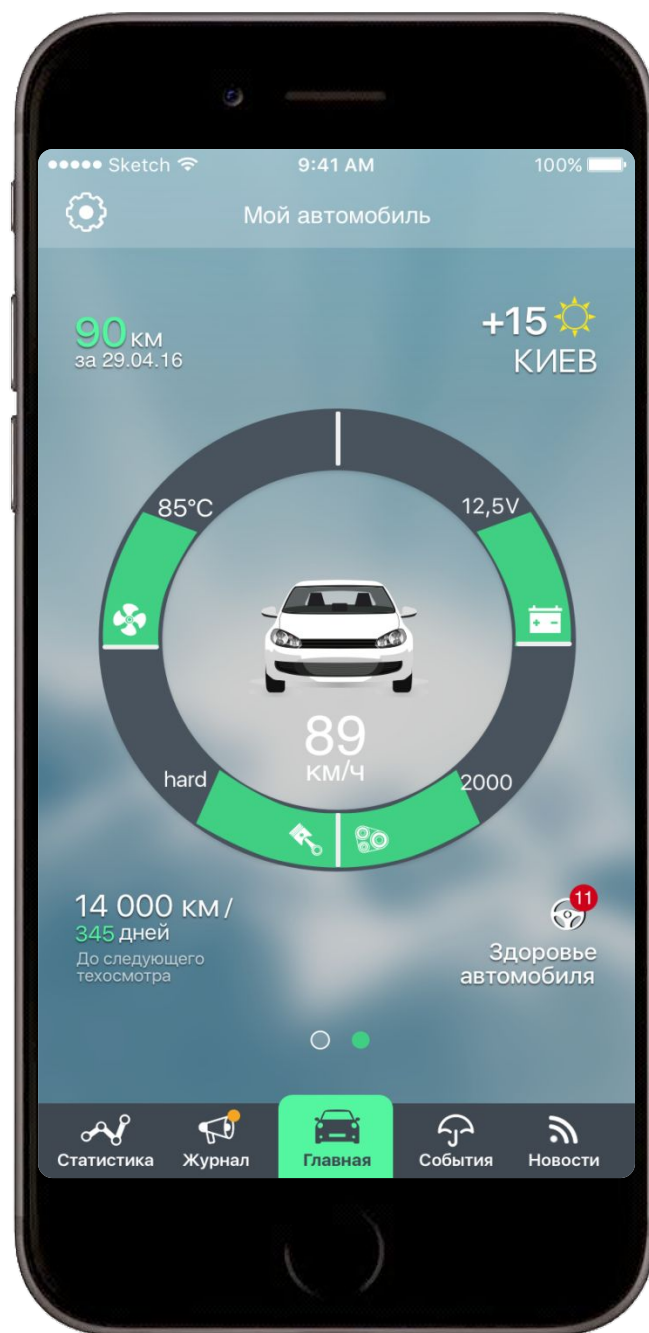 Sketch
9:41 AM
100%
Мой автомобиль
90 км
за 29.04.16
+15
КИЕВ
85°C
12,5V
89
км/ч
hard
2000
14 000 км/
345 дней
До следующего
техосмотра
11
Здоровье
автомобиля
Статистика
Журнал
Главная
События
Новости